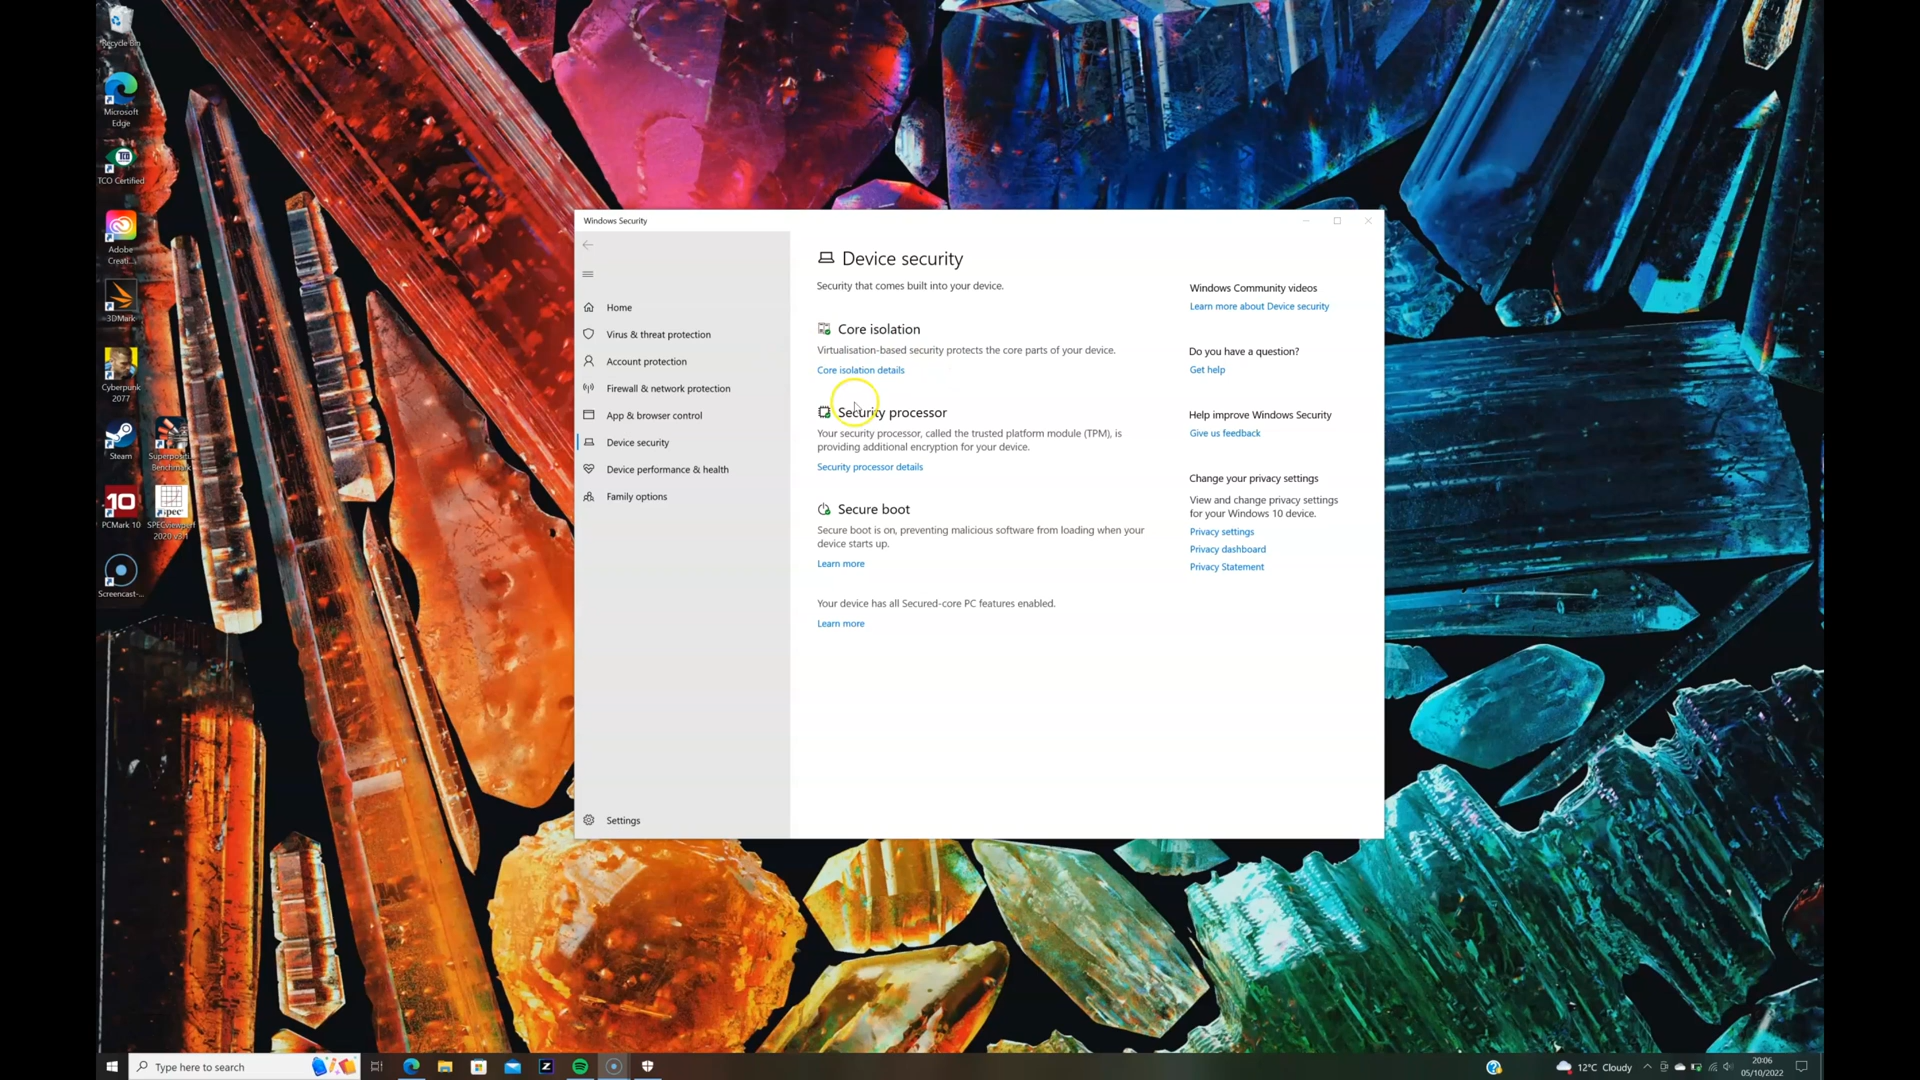 Recycle Bin
Microsoft
Edge
TCO Certified
Adobe
Creati...
3DMark
Cyberpunk
2077
Steam
Superpositi...
Benchmark
PCMark 10
SPECviewperf
2020 v3.1
Screencast-...
Windows Security
Home
Virus & threat protection
Account protection
Firewall & network protection
App & browser control
Device security
Device performance & health
Family options
Settings
Device security
Security that comes built into your device.
Core isolation
Virtualisation-based security protects the core parts of your device.
Core isolation details
Security processor
Your security processor, called the trusted platform module (TPM), is
providing additional encryption for your device.
Security processor details
Secure boot
Secure boot is on, preventing malicious software from loading when your
device starts up.
Learn more
Your device has all Secured-core PC features enabled.
Learn more
Windows Community videos
Learn more about Device security
Do you have a question?
Get help
Help improve Windows Security
Give us feedback
Change your privacy settings
View and change privacy settings
for your Windows 10 device.
Privacy settings
Privacy dashboard
Privacy Statement
Type here to search
12°C Cloudy
20:06
05/10/2022